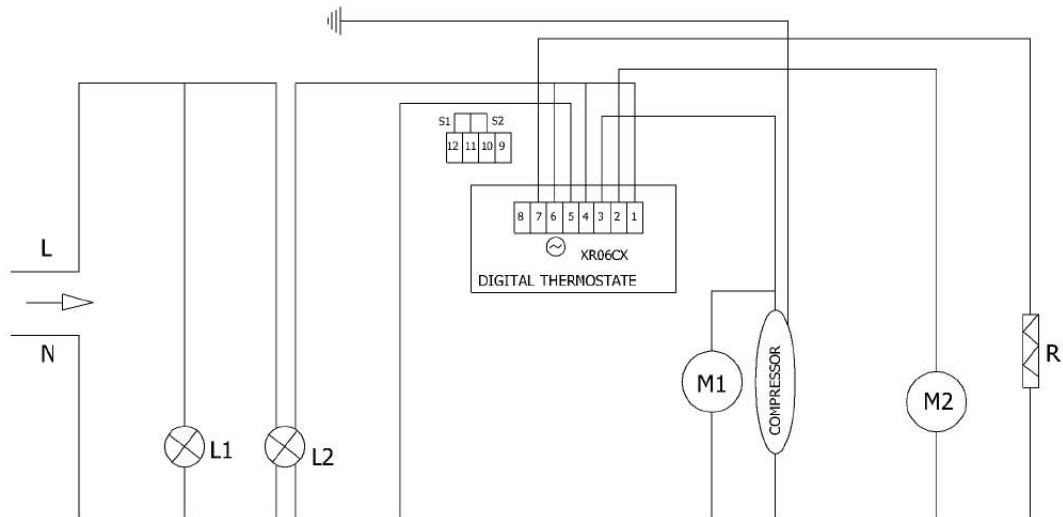 S1 S2
12 11 10 9
8 7 6 5 4 3 2 1
XR06CX
DIGITAL THERMOSTATE
L
N
M1
COMPRESSOR
R
M2
L1
L2